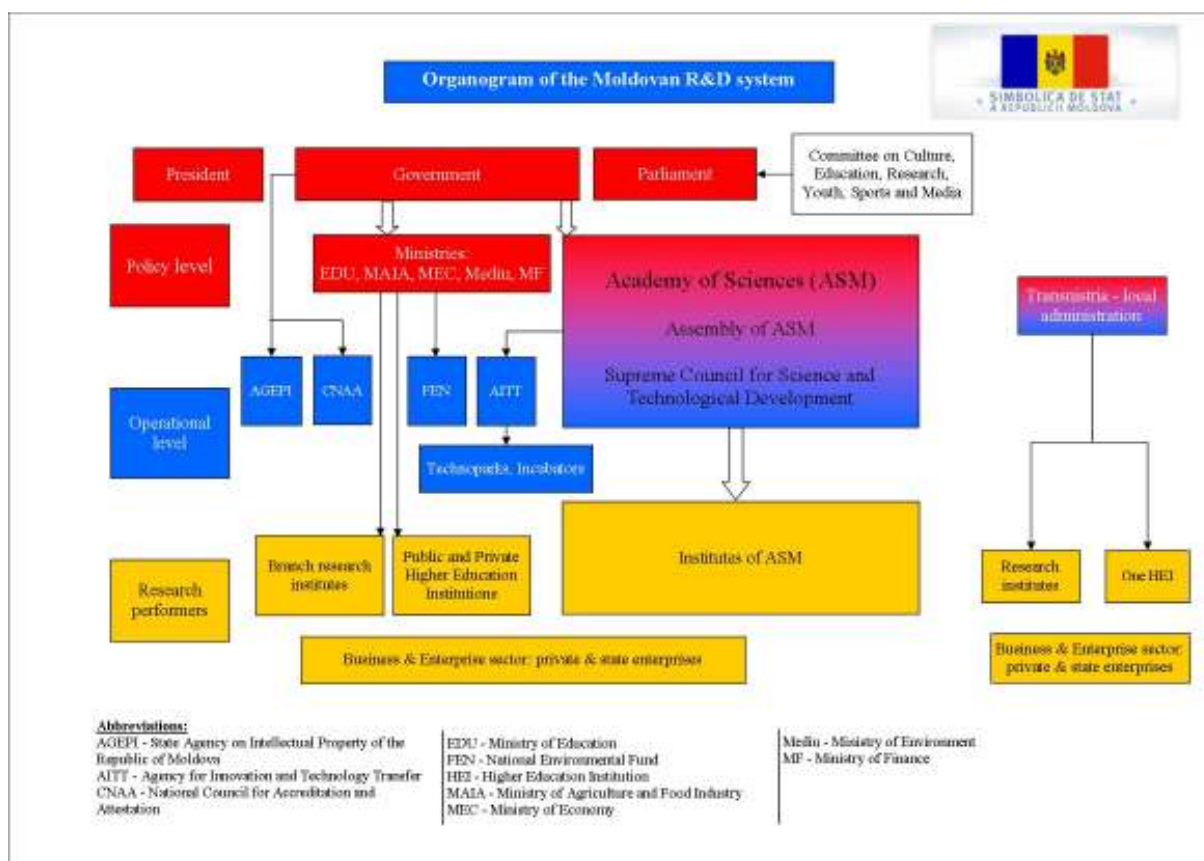 Organogram of the Moldovan R&D system
SIMBOLICA DE STAT
A REPUBLICII MOLDOVA
President
Government
Parliament
Committee on Culture,
Education, Research,
Youth, Sports and Media
Policy level
Ministries:
EDU, MAIA, MEC, Mediu, MF
Academy of Sciences (ASM)
Assembly of ASM
Supreme Council for Science and
Technological Development
Transnistria - local
administration
Operational
level
AGEPI
CNAA
FEN
AITT
Technoparks, Incubators
Research
performers
Branch research
institutes
Public and Private
Higher Education
Institutions
Institutes of ASM
Research
institutes
One HEI
Business & Enterprise sector: private & state enterprises
Business & Enterprise sector:
private & state enterprises
Abbreviations:
AGEPI - State Agency on Intellectual Property of the
Republic of Moldova
AITT - Agency for Innovation and Technology Transfer
CNAA - National Council for Accreditation and
Attestation
EDU - Ministry of Education
FEN - National Environmental Fund
HEI - Higher Education Institution
MAIA - Ministry of Agriculture and Food Industry
MEC - Ministry of Economy
Mediu - Ministry of Environment
MF - Ministry of Finance